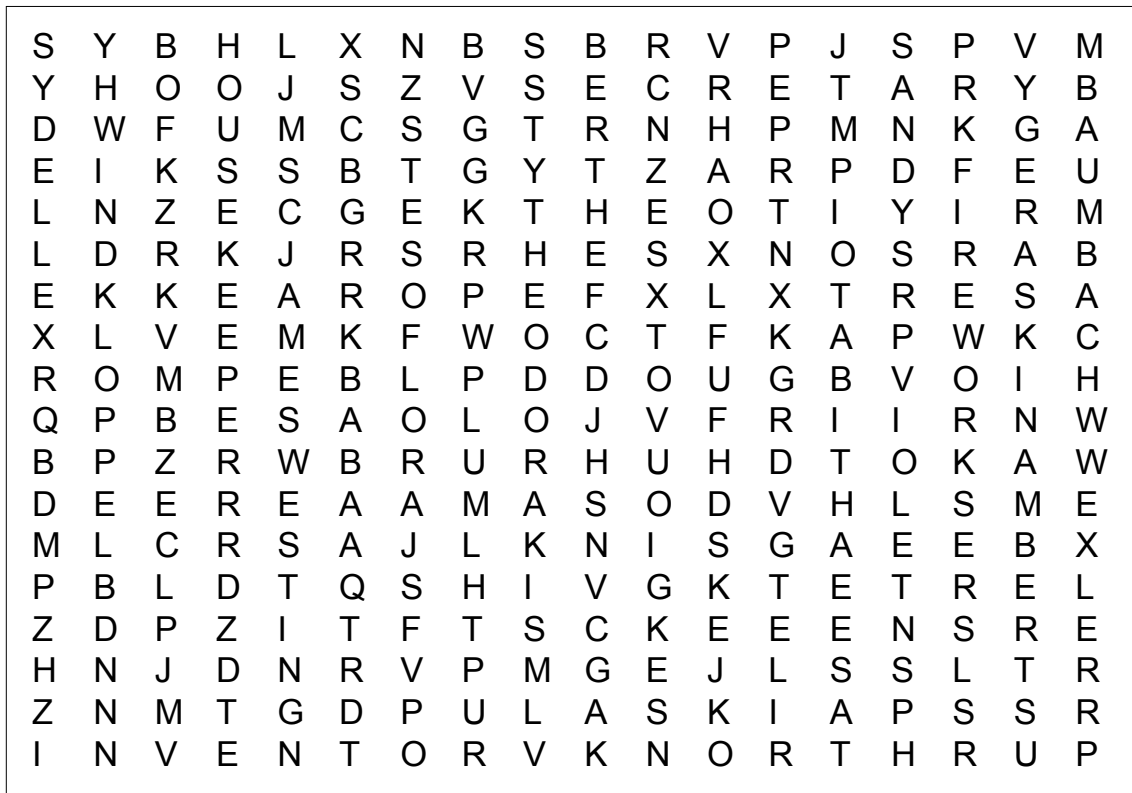 S Y B H L X N B S B R V P J S P V M
Y H O O J S Z V S E C R E T A R Y B
D W F U M C S G T R N H P M N K G A
E I K S S B T G Y T Z A R P D F E U
L N Z E C G E K T H E O T I Y I R M
L D R K J R S R H E S X N O S R A B
E K K E A R O P E F X L X T R E S A
X L V E M K F W O C T F K A P W K C
R O M P E B L P D D O U G B V O I H
Q P B E S A O L O J V F R I I R N W
B P Z R W B R U R H U H D T O K A W
D E E R E A A M A S O D V H L S M E
M L C R S A J L K N I S G A E E B X
P B L D T Q S H I V G K T E T R E L
Z D P Z I T F T S C K E E E N S R E
H N J D N R V P M G E J L S S L T R
Z N M T G D P U L A S K I A P S S R
I N V E N T O R V K N O R T H R U P